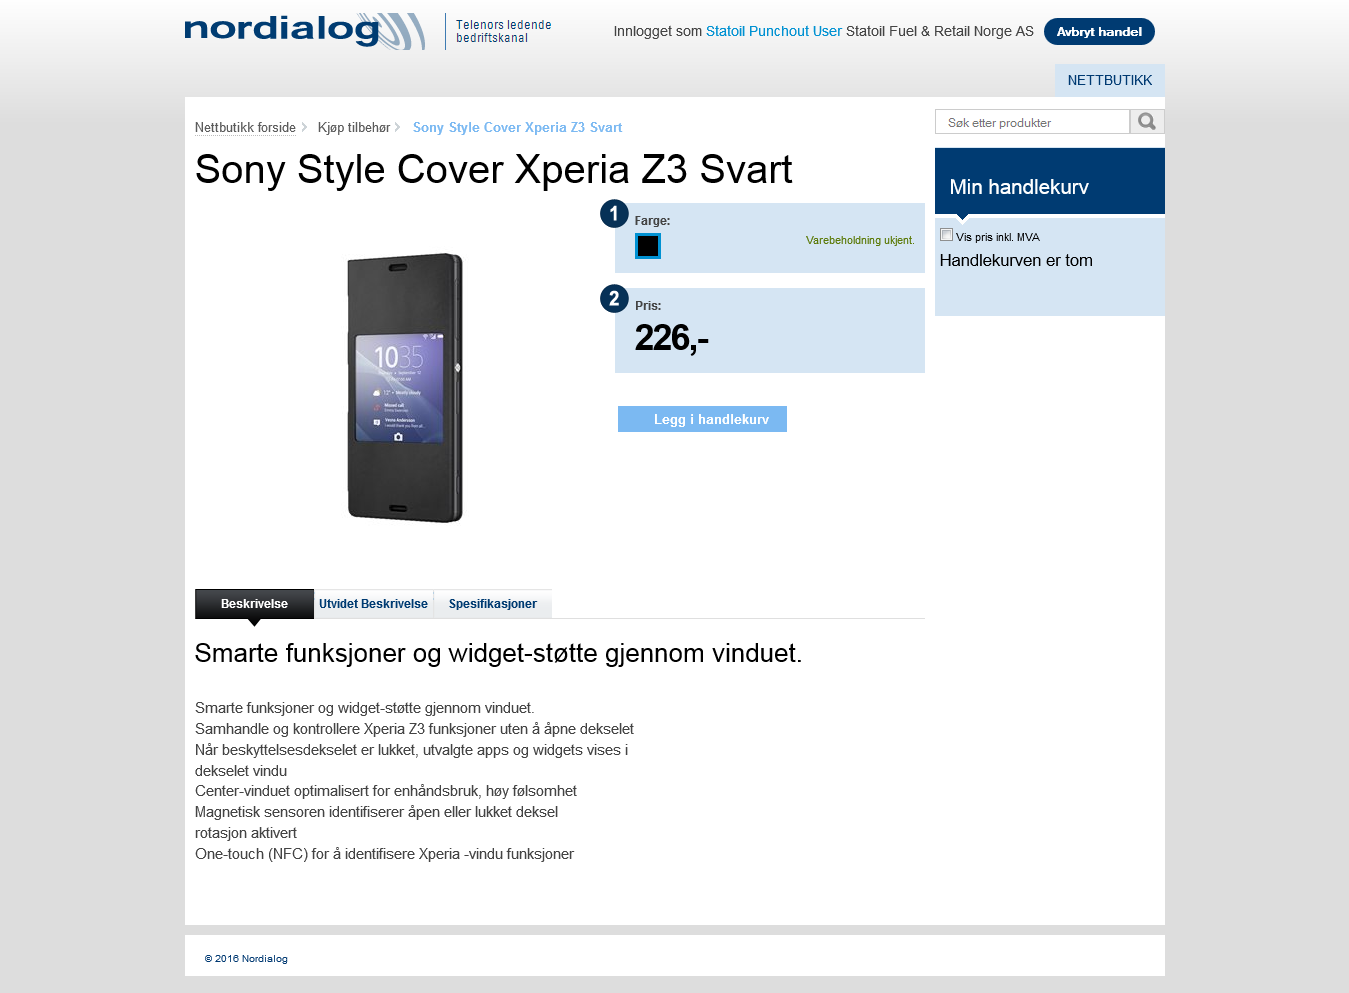 nordialog
Telenors ledende
bedriftskanal
Innlogget som Statoil Punchout User Statoil Fuel & Retail Norge AS
Avbryt handel
NETTBUTIKK
Nettbutikk forside
Kjøp tilbehør
Sony Style Cover Xperia Z3 Svart
Søk etter produkter
Sony Style Cover Xperia Z3 Svart
Min handlekurv
Vis pris inkl. MVA
Handlekurven er tom
1
Farge:
Varebeholdning ukjent.
2
Pris:
226,-
Legg i handlekurv
1035
12°
Missed call
Beskrivelse
Utvidet Beskrivelse
Spesifikasjoner
Smarte funksjoner og widget-støtte gjennom vinduet.
Smarte funksjoner og widget-støtte gjennom vinduet.
Samhandle og kontrollere Xperia Z3 funksjoner uten å åpne dekselet
Når beskyttelsesdekselet er lukket, utvalgte apps og widgets vises i
dekselet vindu
Center-vinduet optimalisert for enhåndsbruk, høy følsomhet
Magnetisk sensoren identifiserer åpen eller lukket deksel
rotasjon aktivert
One-touch (NFC) for å identifisere Xperia -vindu funksjoner
© 2016 Nordialog